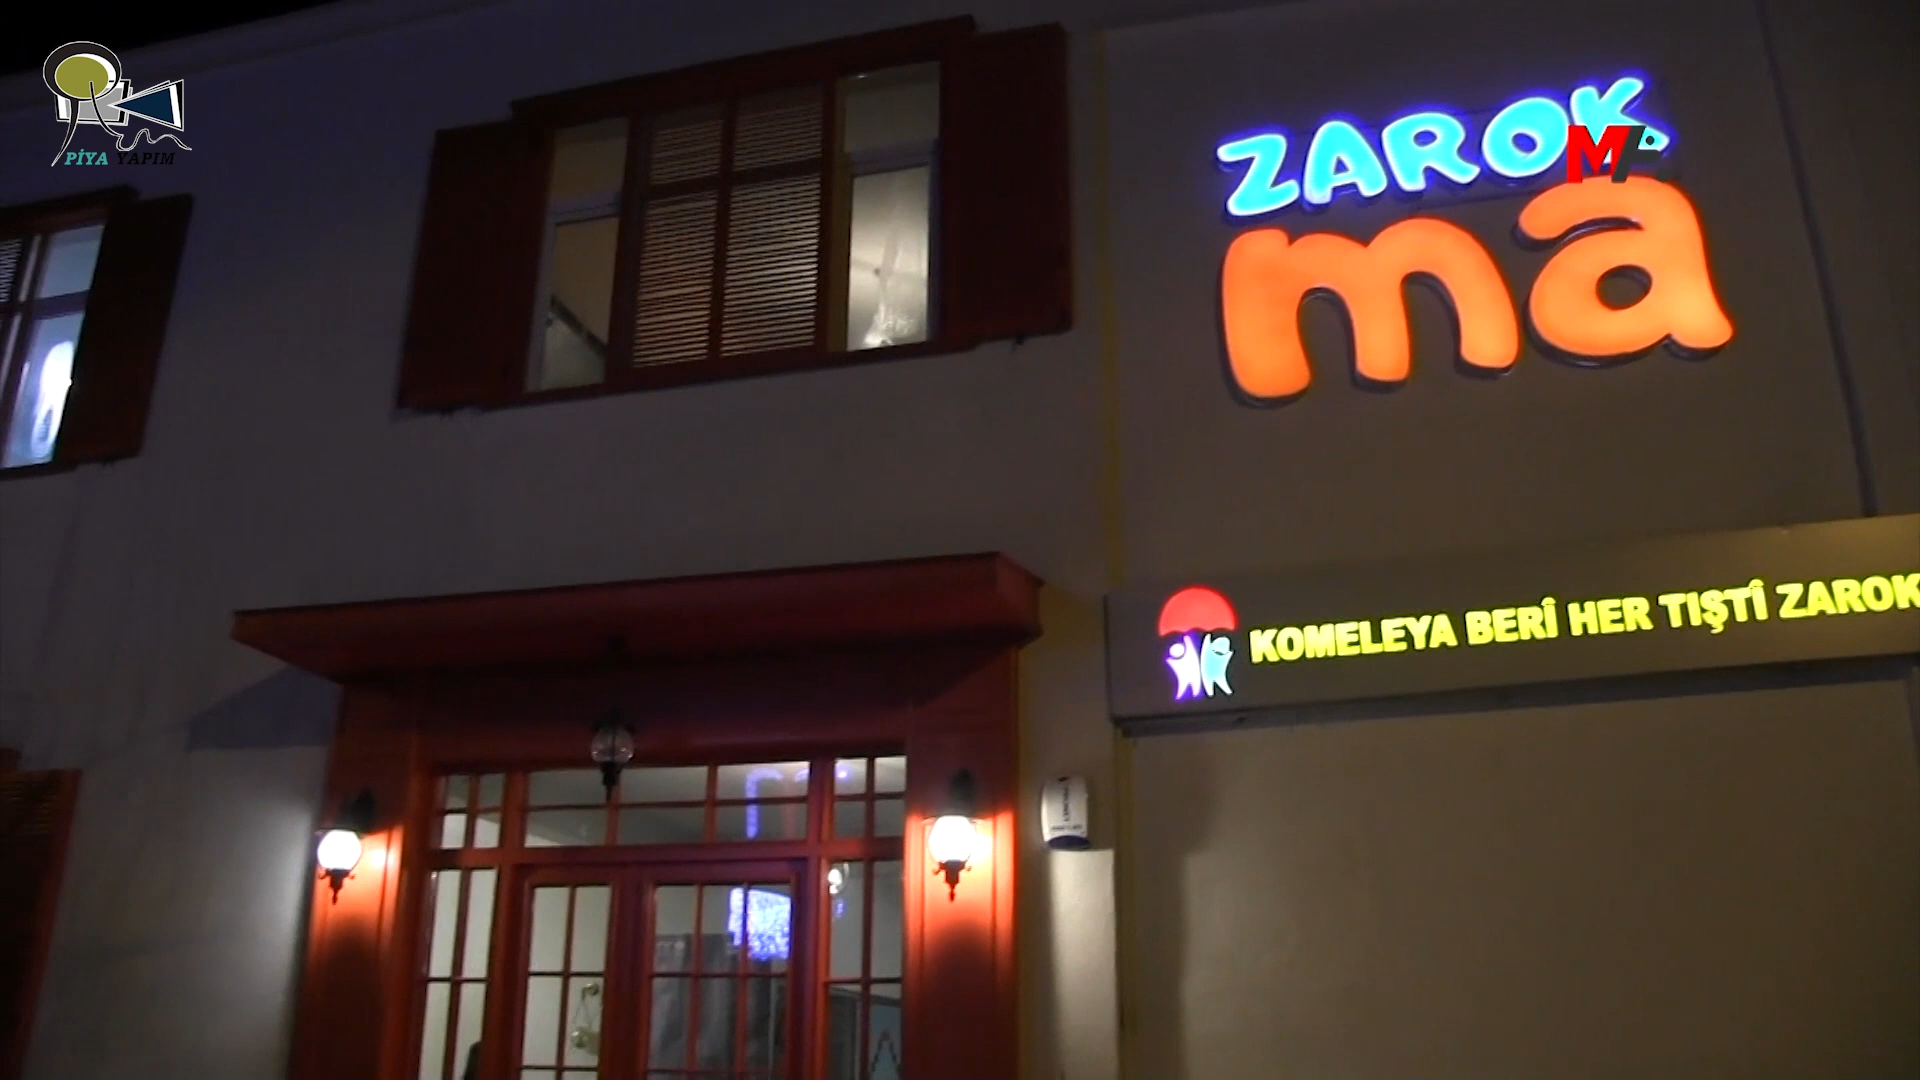 PİYA YAPIM
ZAROK
MA
ma
KOMELEYA BERÎ HER TIŞTÎ ZAROK